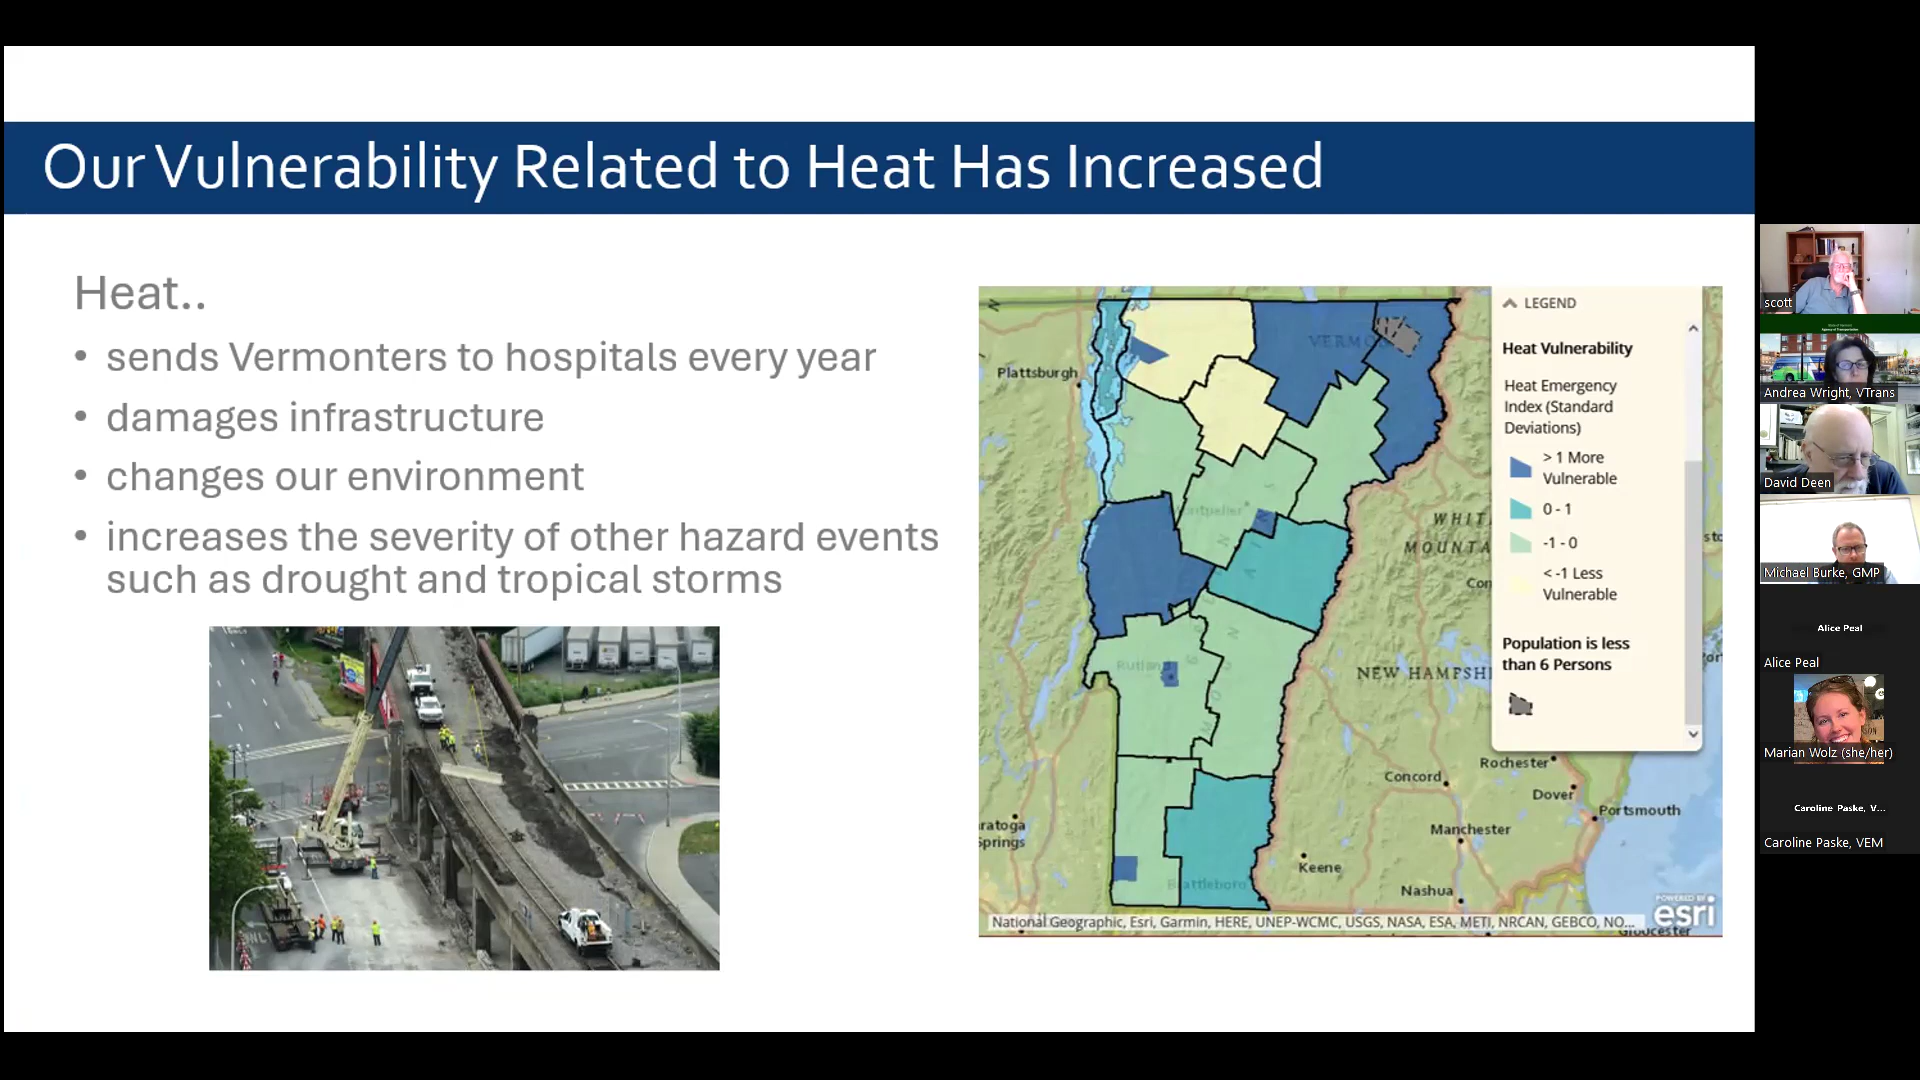 Our Vulnerability Related to Heat Has Increased
Heat..
• sends Vermonters to hospitals every year
• damages infrastructure
• changes our environment
• increases the severity of other hazard events
such as drought and tropical storms
LEGEND
Heat Vulnerability
Heat Emergency
Index (Standard
Deviations)
> 1 More
Vulnerable
0 - 1
-1 - 0
< -1 Less
Vulnerable
Population is less
than 6 Persons
Plattsburgh
VERMO
Montpelier
WHIT
MOUNTA
Con
Rutland
NEW HAMPSHI
Rochester
Concord
Dover
Portsmouth
Manchester
ratoga
Springs
Keene
Brattleboro
Nashua
POWERED BY
esri
National Geographic, Esri, Garmin, HERE, UNEP-WCMC, USGS, NASA, ESA, METI, NRCAN, GEBCO, NO...
Gloucester
scott
Andrea Wright, VTrans
David Deen
Michael Burke, GMP
Alice Peal
Alice Peal
Marian Wolz (she/her)
Caroline Paske, V...
Caroline Paske, VEM